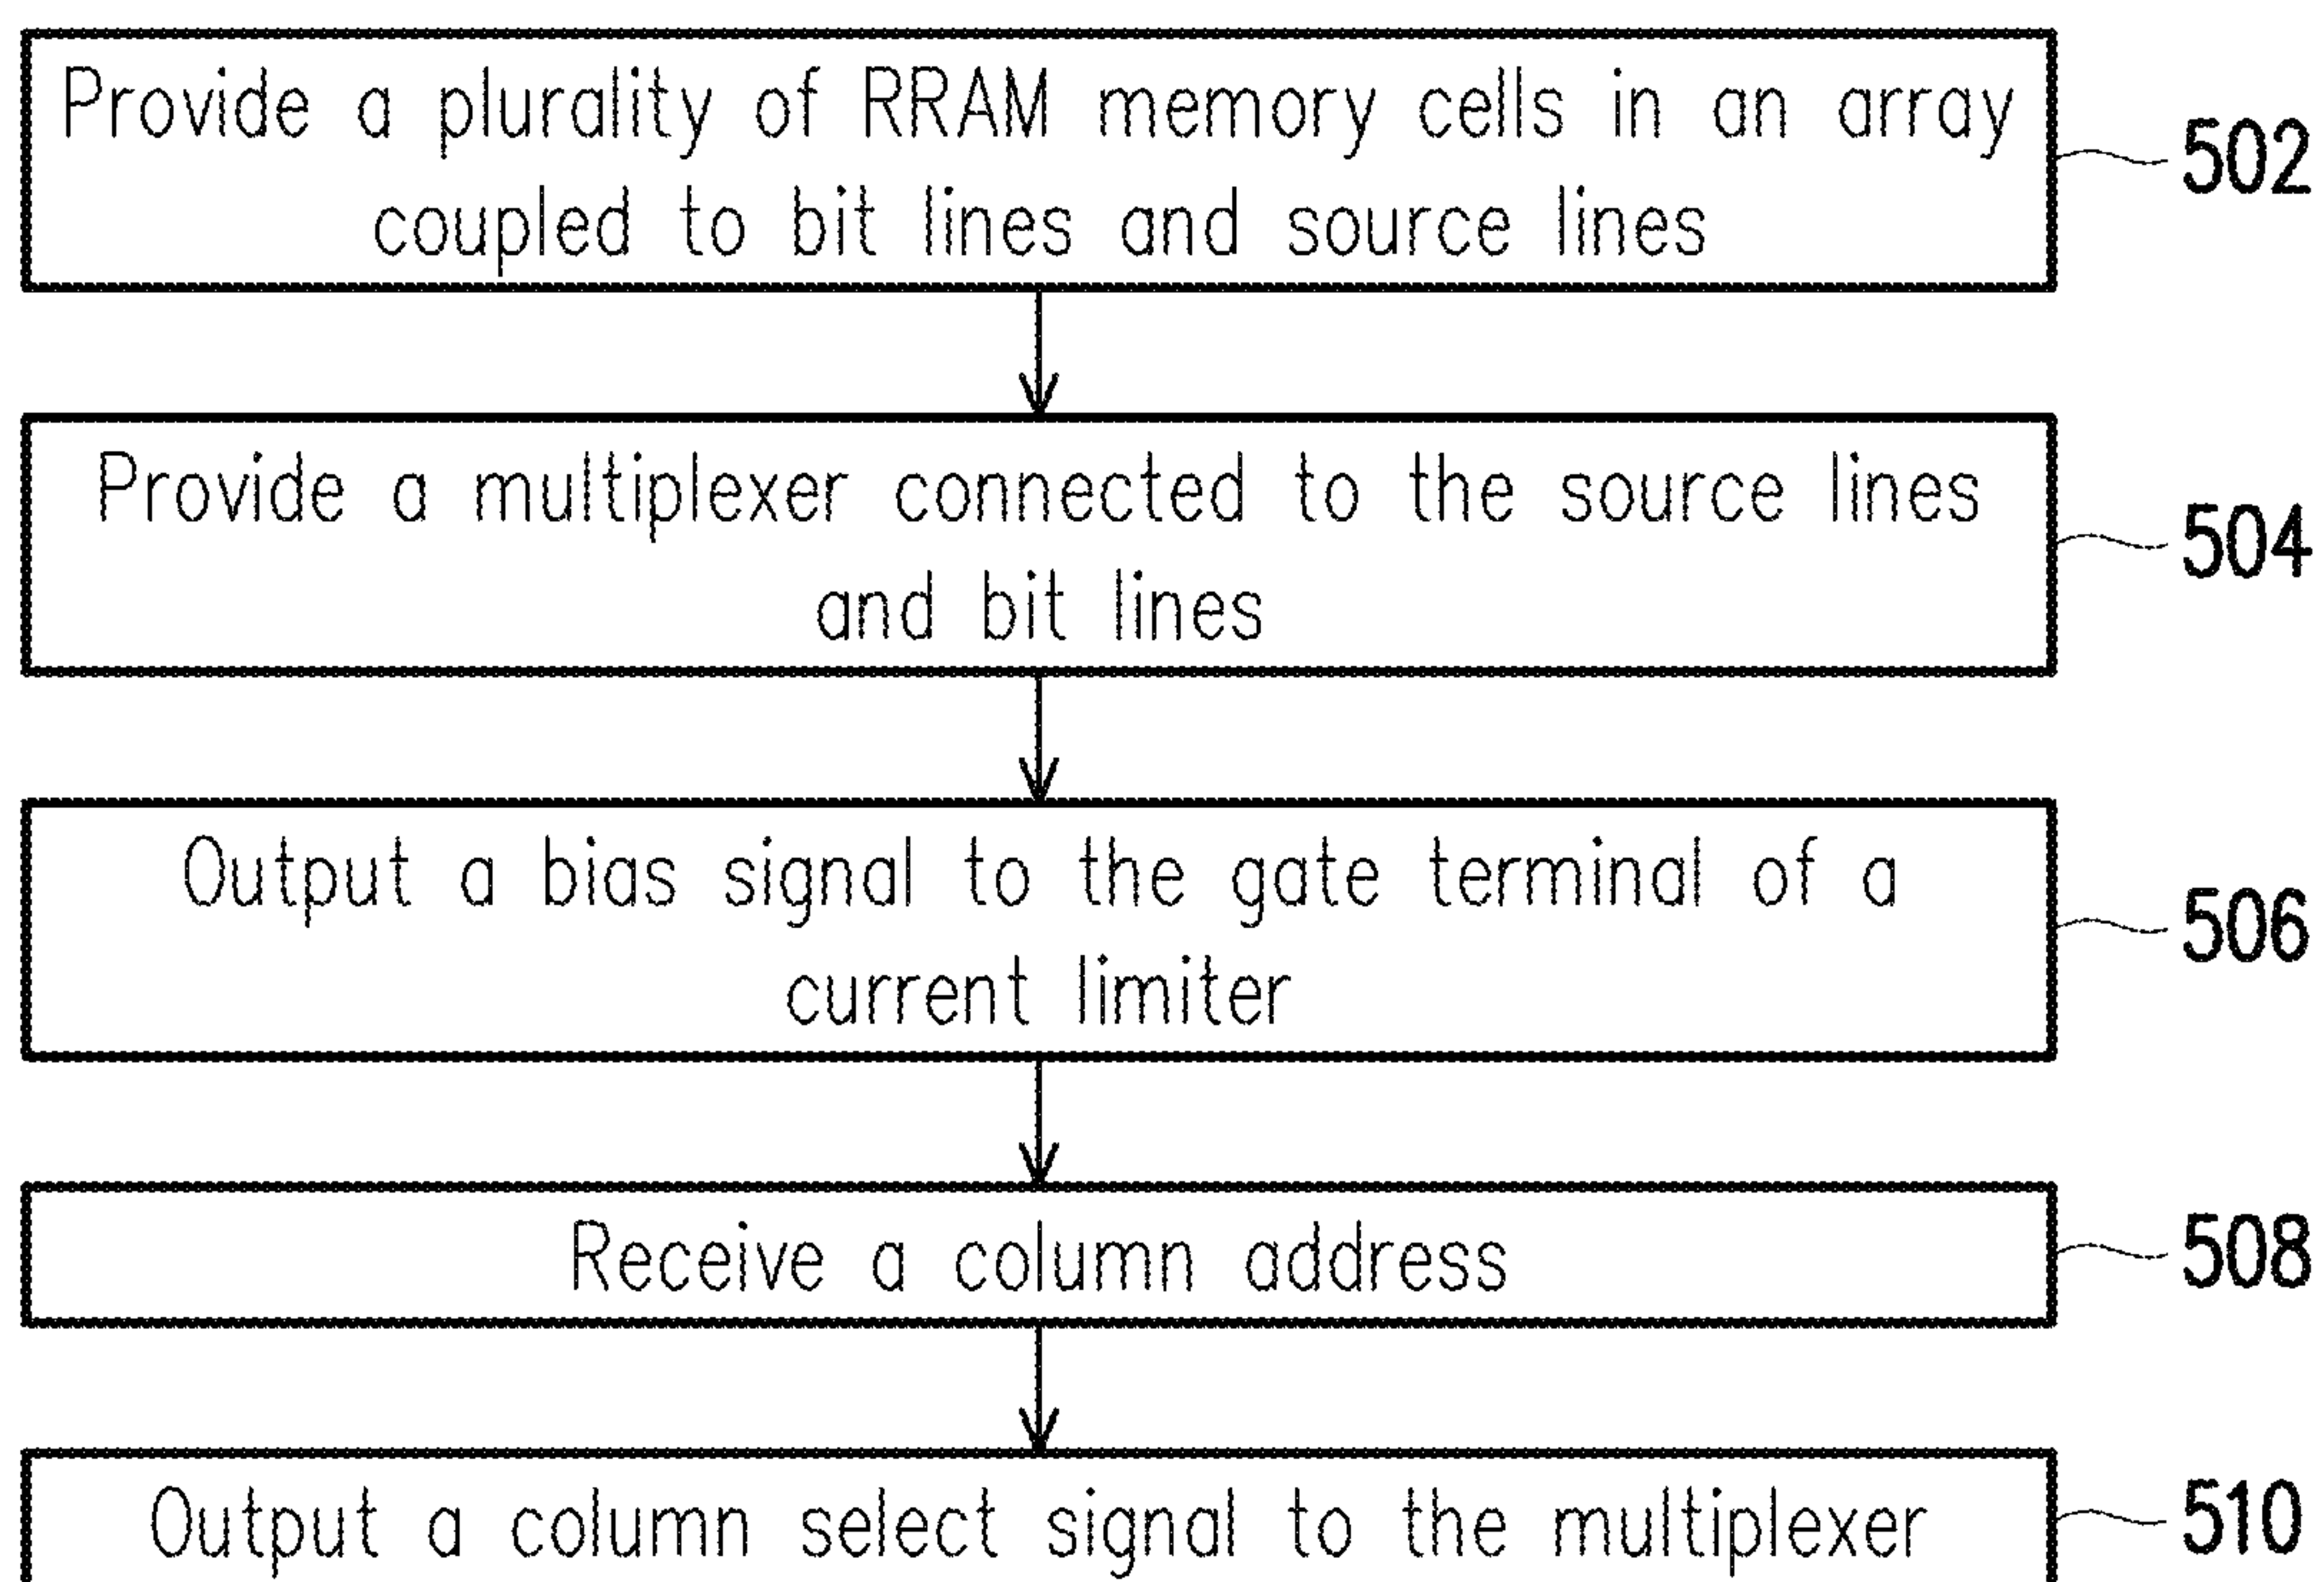 Provide a plurality of RRAM memory cells in an array
coupled to bit lines and source lines
502
Provide a multiplexer connected to the source lines
and bit lines
504
Output a bias signal to the gate terminal of a
current limiter
506
Receive a column address
508
Output a column select signal to the multiplexer
510